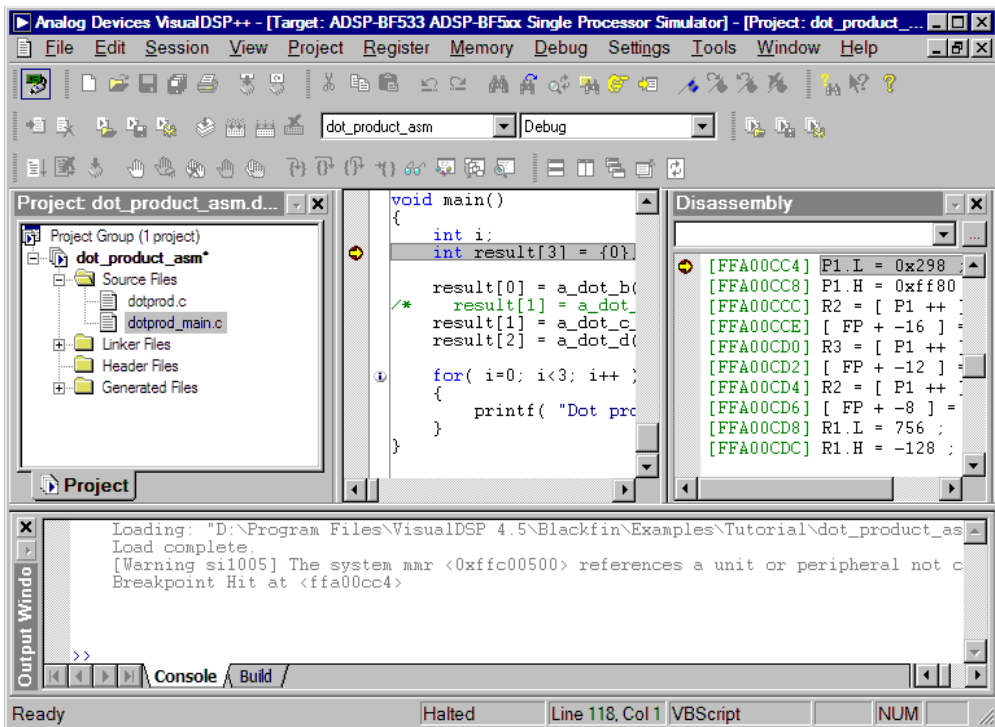 Analog Devices VisualDSP++ - [Target: ADSP-BF533 ADSP-BF5xx Single Processor Simulator] - [Project: dot_product_...
File Edit Session View Project Register Memory Debug Settings Tools Window Help
dot_product_asm Debug
Project: dot_product_asm.d...
Project Group (1 project)
dot_product_asm*
Source Files
dotprod.c
dotprod_main.c
Linker Files
Header Files
Generated Files
Project
void main()
{
int i;
int result[3] = {0}
result[0] = a_dot_b(
/* result[1] = a_dot_
result[1] = a_dot_c_
result[2] = a_dot_d(
for( i=0; i<3; i++ )
{
printf( "Dot pro
}
}
Disassembly
...
[FFA00CC4] P1.L = 0x298 ;
[FFA00CC8] P1.H = 0xff80
[FFA00CCC] R2 = [ P1 ++ ]
[FFA00CCE] [ FP + -16 ] =
[FFA00CD0] R3 = [ P1 ++ ]
[FFA00CD2] [ FP + -12 ] =
[FFA00CD4] R2 = [ P1 ++ ]
[FFA00CD6] [ FP + -8 ] =
[FFA00CD8] R1.L = 756 ;
[FFA00CDC] R1.H = -128 ;
Output Windo
Loading: "D:\Program Files\VisualDSP 4.5\Blackfin\Examples\Tutorial\dot_product_as
Load complete.
[Warning si1005] The system mmr <0xffc00500> references a unit or peripheral not c
Breakpoint Hit at <ffa00cc4>
>>
Console Build
Ready Halted Line 118, Col 1 VBScript NUM